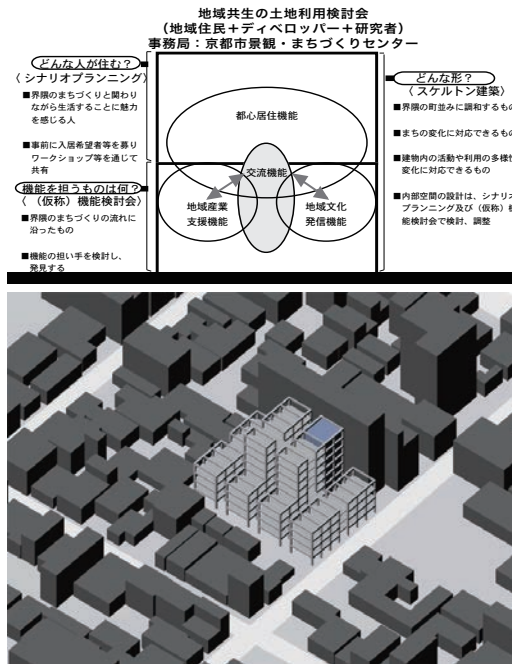 地域共生の土地利用検討会
(地域住民+ディベロッパー+研究者)
事務局:京都市景観・まちづくりセンター
どんな人が住む?
〈 シナリオプランニング〉
■界隈のまちづくりと関わり
ながら生活することに魅力
を感じる人
■事前に入居希望者等を募り
ワークショップ等を通じて
共有
機能を担うものは何?
〈 (仮称)機能検討会〉
■界隈のまちづくりの流れに
沿ったもの
■機能の担い手を検討し、
発見する
都心居住機能
交流機能
地域産業
支援機能
地域文化
発信機能
どんな形?
〈 スケルトン建築〉
■界隈の町並みに調和するもの
■まちの変化に対応できるもの
■建物内の活動や利用の多様性
変化に対応できるもの
■内部空間の設計は、シナリオ
プランニング及び(仮称)機
能検討会で検討、調整